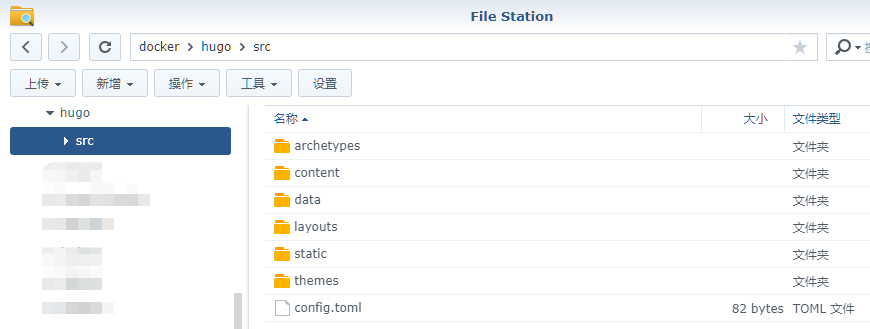 File Station
docker > hugo > src
上传 新增 操作 工具 设置
hugo
src
名称 大小 文件类型
archetypes 文件夹
content 文件夹
data 文件夹
layouts 文件夹
static 文件夹
themes 文件夹
config.toml 82 bytes TOML 文件